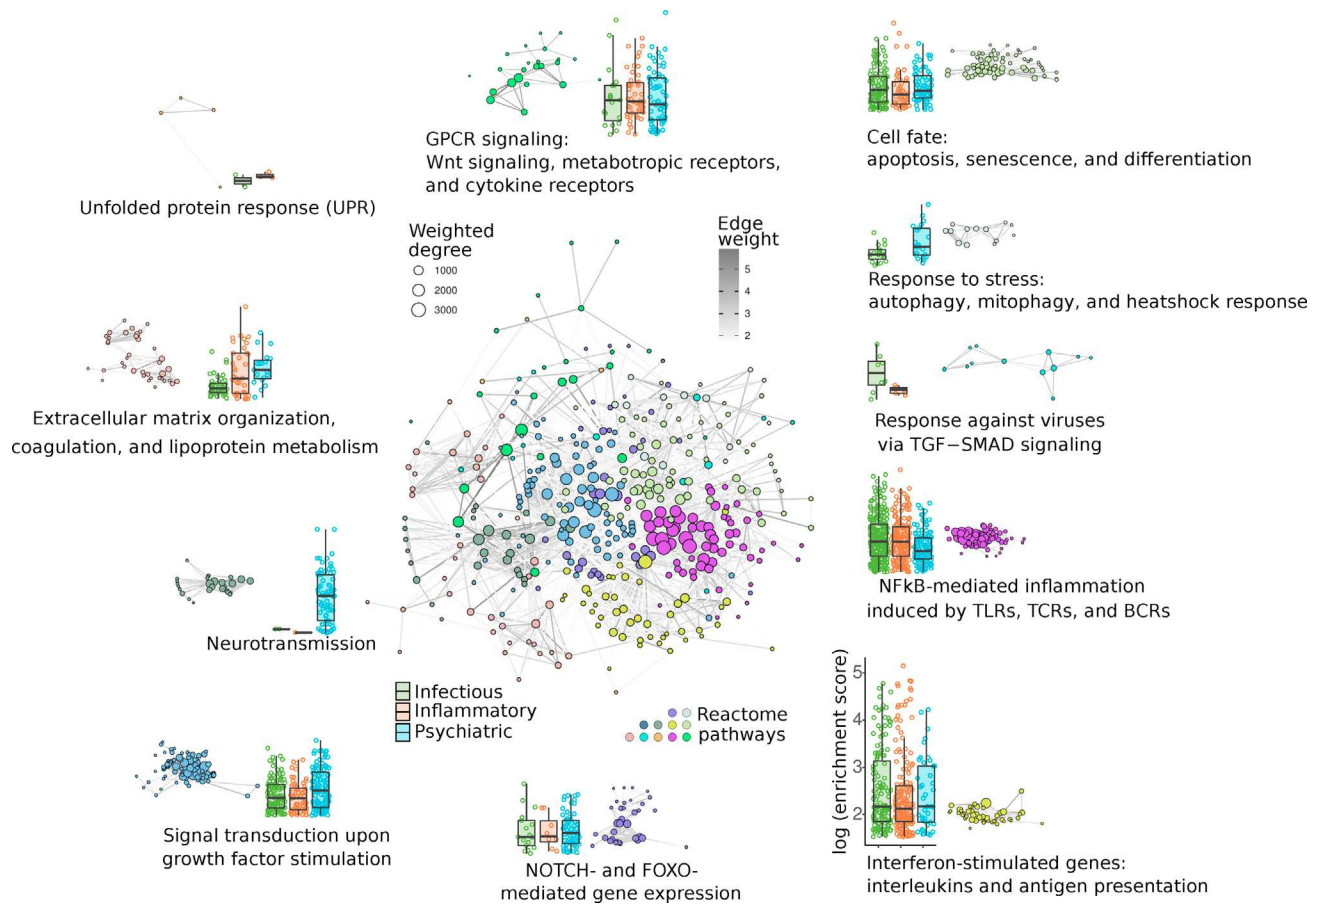 GPCR signaling:
Wnt signaling, metabotropic receptors,
and cytokine receptors
Cell fate:
apoptosis, senescence, and differentiation
Unfolded protein response (UPR)
Weighted
degree
1000
2000
3000
Edge
weight
5
4
3
2
Response to stress:
autophagy, mitophagy, and heatshock response
Extracellular matrix organization,
coagulation, and lipoprotein metabolism
Response against viruses
via TGF−SMAD signaling
NFkB-mediated inflammation
induced by TLRs, TCRs, and BCRs
Neurotransmission
Infectious
Inflammatory
Psychiatric
Reactome
pathways
log (enrichment score)
5
4
3
2
Signal transduction upon
growth factor stimulation
NOTCH- and FOXO-
mediated gene expression
Interferon-stimulated genes:
interleukins and antigen presentation